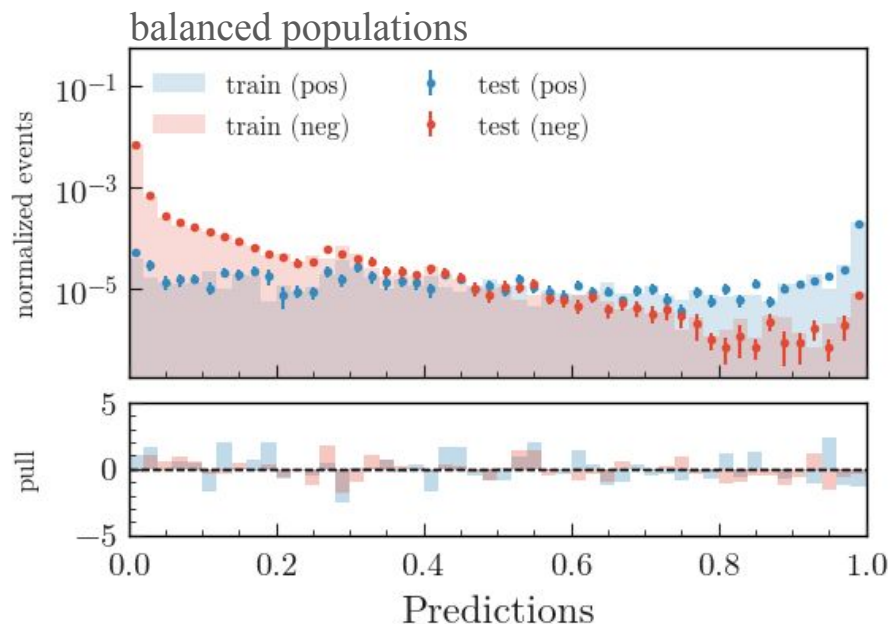 balanced populations
train (pos) test (pos)
train (neg) test (neg)
normalized events
10⁻¹
10⁻³
10⁻⁵
pull
5
0
−5
0.0 0.2 0.4 0.6 0.8 1.0
Predictions